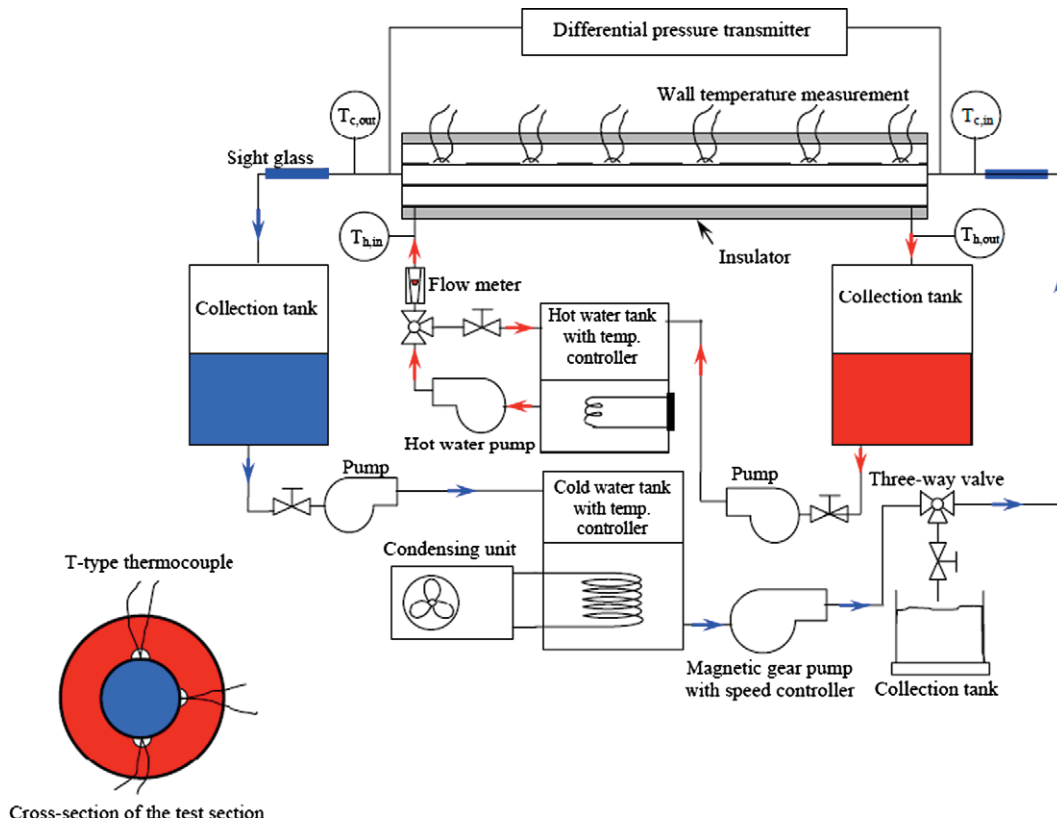 Differential pressure transmitter
Wall temperature measurement
Tc,out
Tc,in
Sight glass
Th,in
Th,out
Insulator
Flow meter
Collection tank
Hot water tank
with temp.
controller
Collection tank
Hot water pump
Pump
Cold water tank
with temp.
controller
Pump
Three-way valve
Condensing unit
T-type thermocouple
Magnetic gear pump
with speed controller
Collection tank
Cross-section of the test section